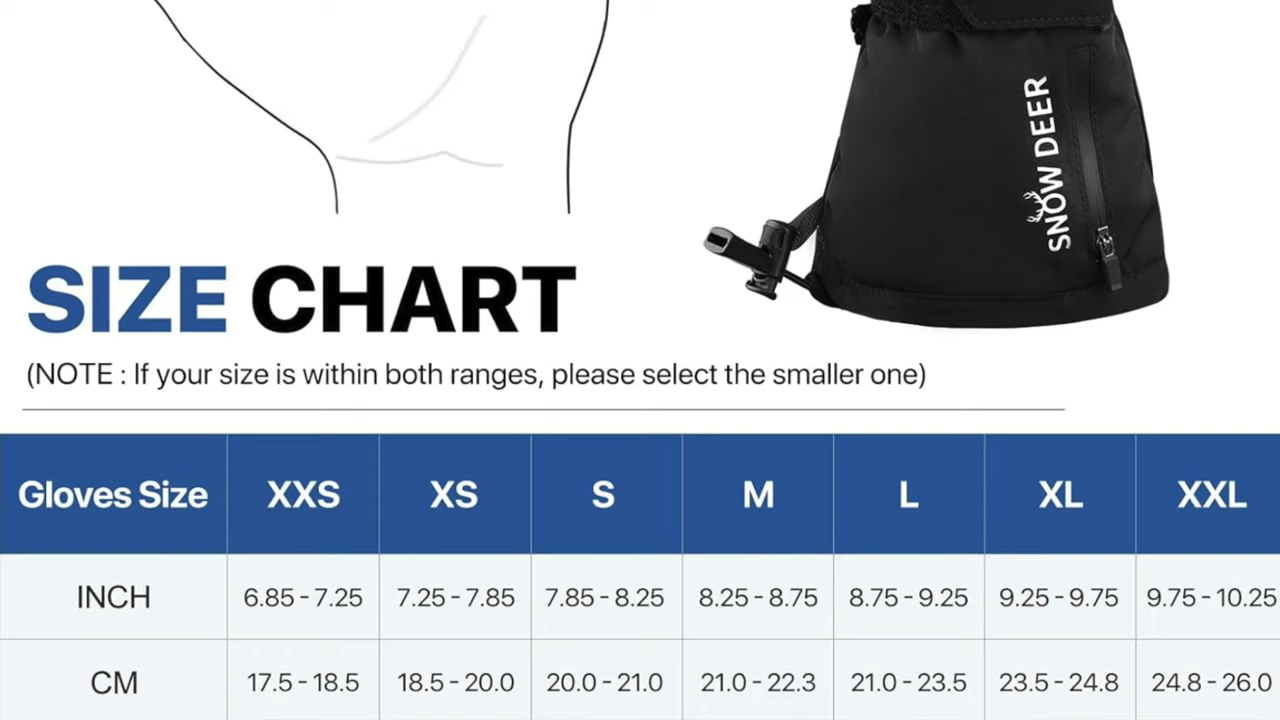 SNOW DEER
SIZE CHART
(NOTE : If your size is within both ranges, please select the smaller one)
Gloves Size XXS XS S M L XL XXL
INCH 6.85 - 7.25 7.25 - 7.85 7.85 - 8.25 8.25 - 8.75 8.75 - 9.25 9.25 - 9.75 9.75 - 10.25
CM 17.5 - 18.5 18.5 - 20.0 20.0 - 21.0 21.0 - 22.3 21.0 - 23.5 23.5 - 24.8 24.8 - 26.0